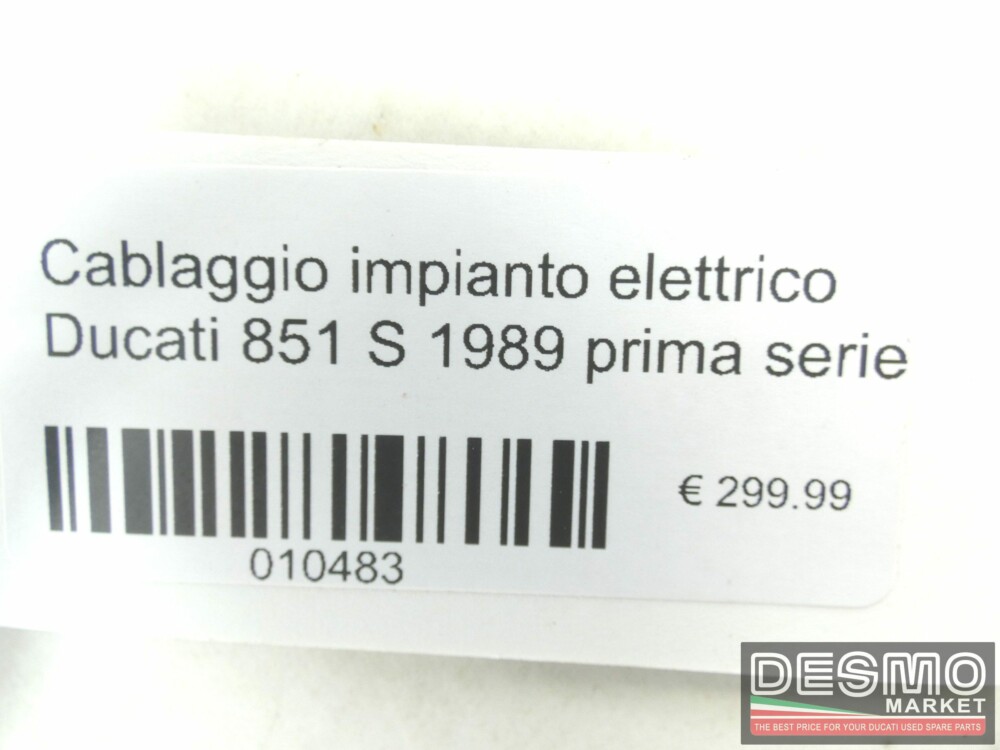 Cablaggio impianto elettrico
Ducati 851 S 1989 prima serie
€ 299.99
010483
DESMO
MARKET
THE BEST PRICE FOR YOUR DUCATI USED SPARE PARTS